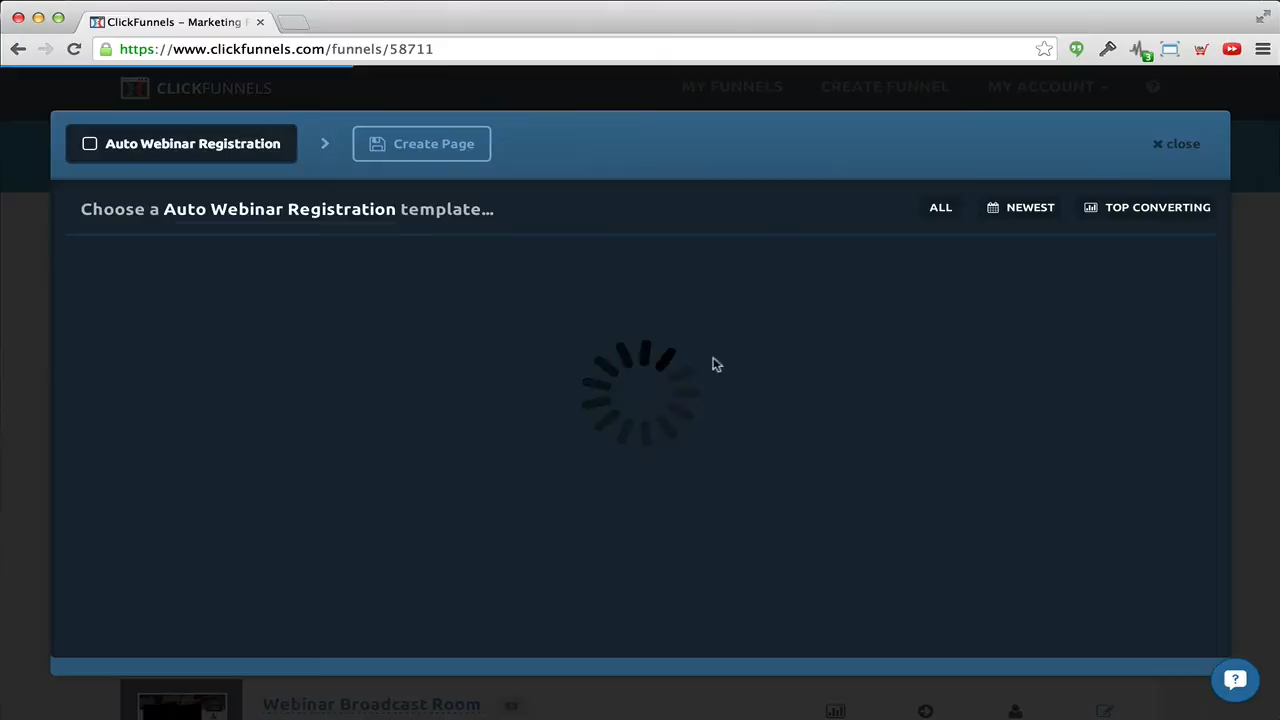 ClickFunnels – Marketing F
https://www.clickfunnels.com/funnels/58711
3
CLICKFUNNELS
MY FUNNELS
CREATE FUNNEL
MY ACCOUNT
Auto Webinar Registration
Create Page
close
Choose a Auto Webinar Registration template...
ALL
NEWEST
TOP CONVERTING
Webinar Broadcast Room